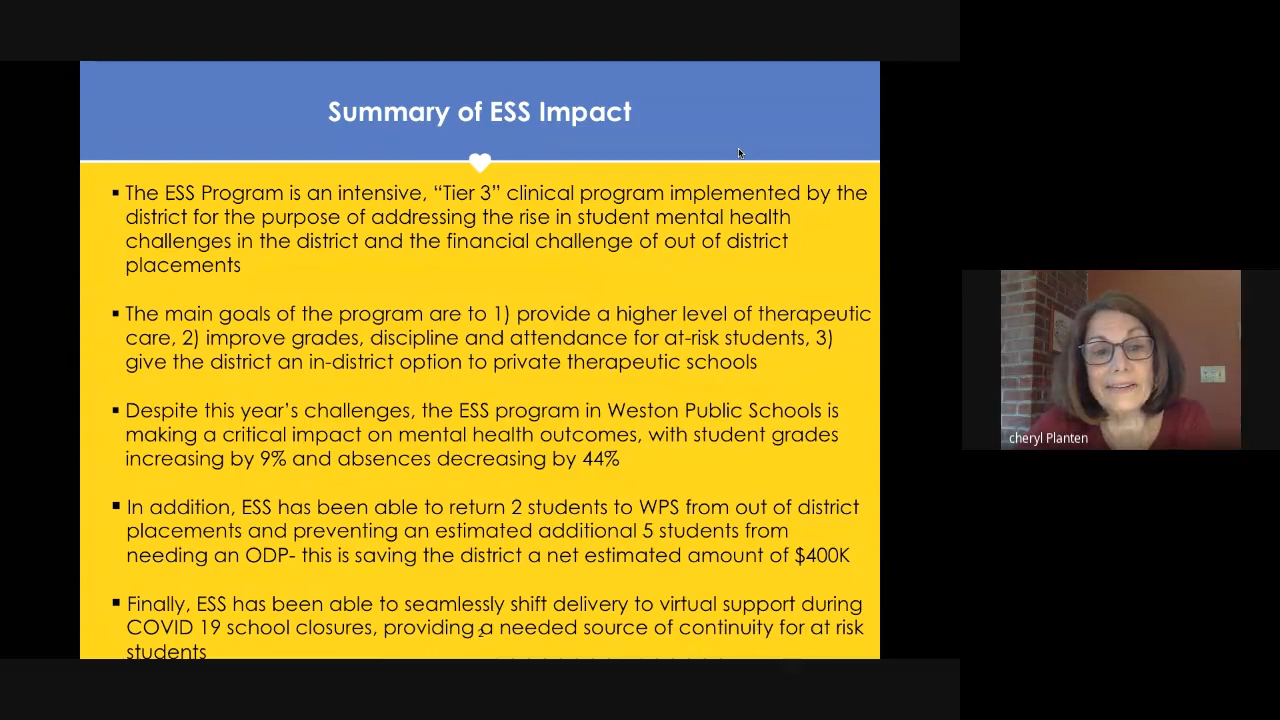 Summary of ESS Impact
▪ The ESS Program is an intensive, “Tier 3” clinical program implemented by the
district for the purpose of addressing the rise in student mental health
challenges in the district and the financial challenge of out of district
placements
▪ The main goals of the program are to 1) provide a higher level of therapeutic
care, 2) improve grades, discipline and attendance for at-risk students, 3)
give the district an in-district option to private therapeutic schools
▪ Despite this year’s challenges, the ESS program in Weston Public Schools is
making a critical impact on mental health outcomes, with student grades
increasing by 9% and absences decreasing by 44%
▪ In addition, ESS has been able to return 2 students to WPS from out of district
placements and preventing an estimated additional 5 students from
needing an ODP- this is saving the district a net estimated amount of $400K
▪ Finally, ESS has been able to seamlessly shift delivery to virtual support during
COVID 19 school closures, providing a needed source of continuity for at risk
students
2
cheryl Planten